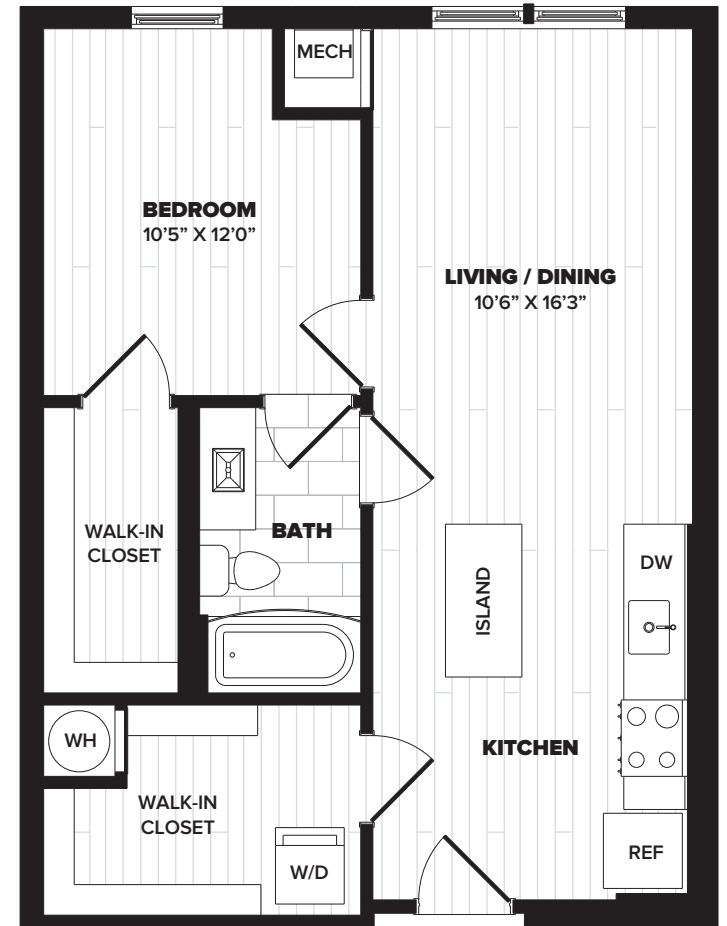 MECH
BEDROOM
10’5” X 12’0”
LIVING / DINING
10’6” X 16’3”
WALK-IN
CLOSET
BATH
ISLAND
DW
WH
KITCHEN
WALK-IN
CLOSET
W/D
REF